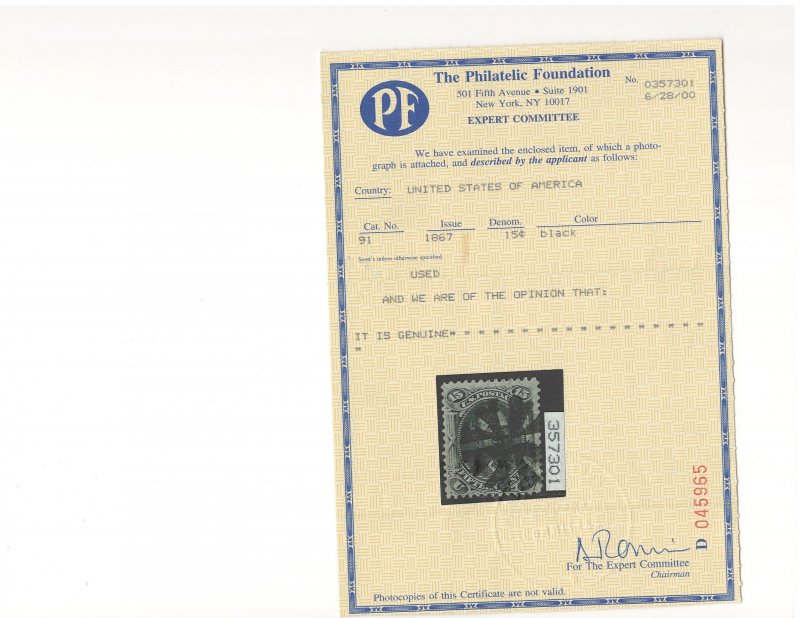 PF
The Philatelic Foundation
501 Fifth Avenue • Suite 1901
New York, NY 10017
EXPERT COMMITTEE
No. 0357301
6/28/00
We have examined the enclosed item, of which a photo-
graph is attached, and described by the applicant as follows:
Country: UNITED STATES OF AMERICA
Cat. No. Issue Denom. Color
91 1867 15¢ black
Scott's unless otherwise specified.
USED
AND WE ARE OF THE OPINION THAT:
IT IS GENUINE* * * * * * * * * * * * * * * * * *
*
15 U.S. POSTAGE 15
357301
D 045965
For The Expert Committee
Chairman
Photocopies of this Certificate are not valid.